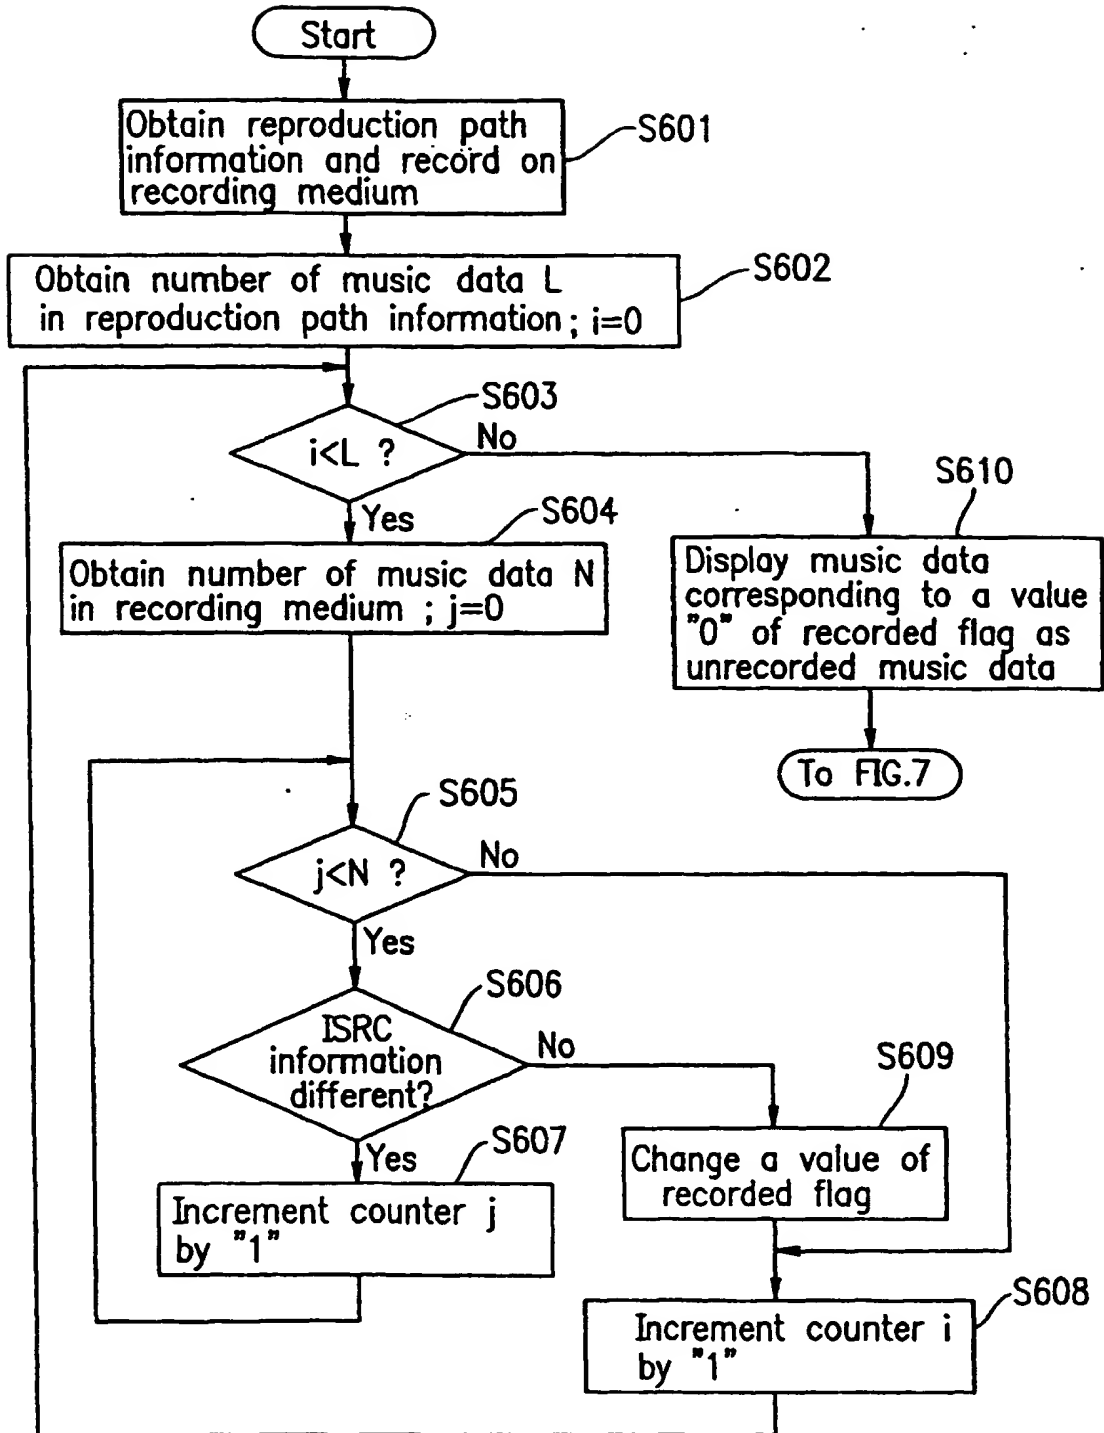 Start
Obtain reproduction path
information and record on
recording medium
S601
Obtain number of music data L
in reproduction path information; i=0
S602
S603
i<L ?
No
Yes
S604
Obtain number of music data N
in recording medium ; j=0
S610
Display music data
corresponding to a value
"0" of recorded flag as
unrecorded music data
To FIG.7
S605
j<N ?
No
Yes
S606
ISRC
information
different?
No
Yes
S607
Increment counter j
by "1"
S609
Change a value of
recorded flag
S608
Increment counter i
by "1"